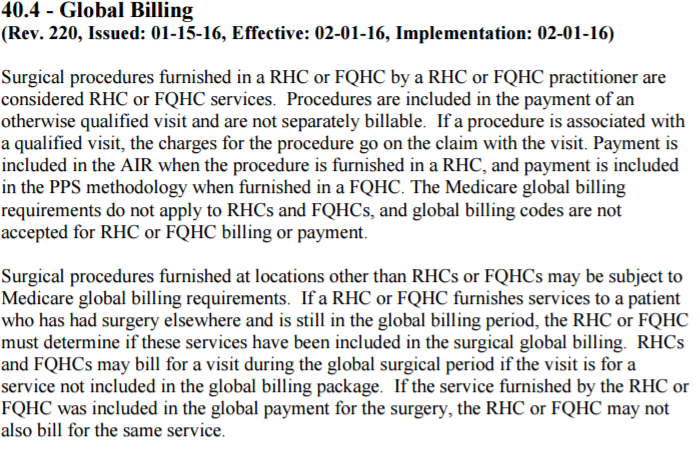 40.4 - Global Billing
(Rev. 220, Issued: 01-15-16, Effective: 02-01-16, Implementation: 02-01-16)
Surgical procedures furnished in a RHC or FQHC by a RHC or FQHC practitioner are
considered RHC or FQHC services.  Procedures are included in the payment of an
otherwise qualified visit and are not separately billable.  If a procedure is associated with
a qualified visit, the charges for the procedure go on the claim with the visit. Payment is
included in the AIR when the procedure is furnished in a RHC, and payment is included
in the PPS methodology when furnished in a FQHC. The Medicare global billing
requirements do not apply to RHCs and FQHCs, and global billing codes are not
accepted for RHC or FQHC billing or payment.
Surgical procedures furnished at locations other than RHCs or FQHCs may be subject to
Medicare global billing requirements.  If a RHC or FQHC furnishes services to a patient
who has had surgery elsewhere and is still in the global billing period, the RHC or FQHC
must determine if these services have been included in the surgical global billing.  RHCs
and FQHCs may bill for a visit during the global surgical period if the visit is for a
service not included in the global billing package.  If the service furnished by the RHC or
FQHC was included in the global payment for the surgery, the RHC or FQHC may not
also bill for the same service.